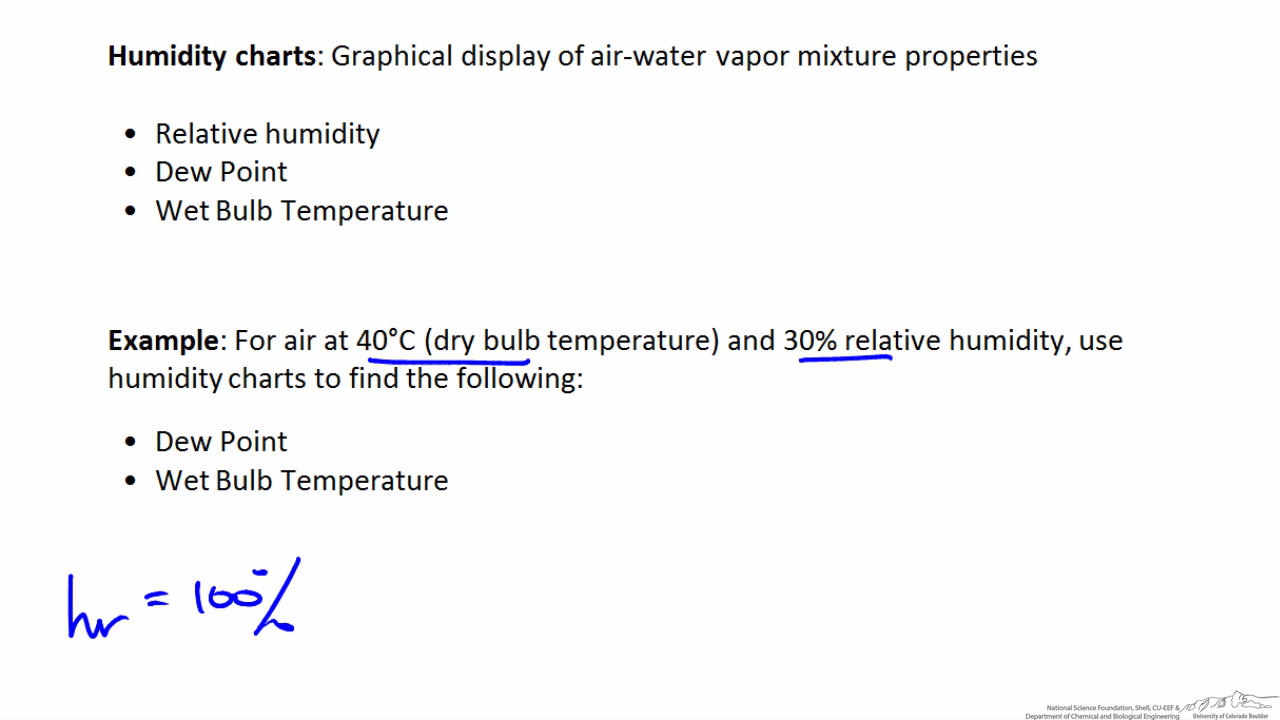 Humidity charts: Graphical display of air-water vapor mixture properties
• Relative humidity
• Dew Point
• Wet Bulb Temperature
Example: For air at 40°C (dry bulb temperature) and 30% relative humidity, use
humidity charts to find the following:
• Dew Point
• Wet Bulb Temperature
hr = 100%
National Science Foundation, Shell, CU-EEF &
Department of Chemical and Biological Engineering
University of Colorado Boulder